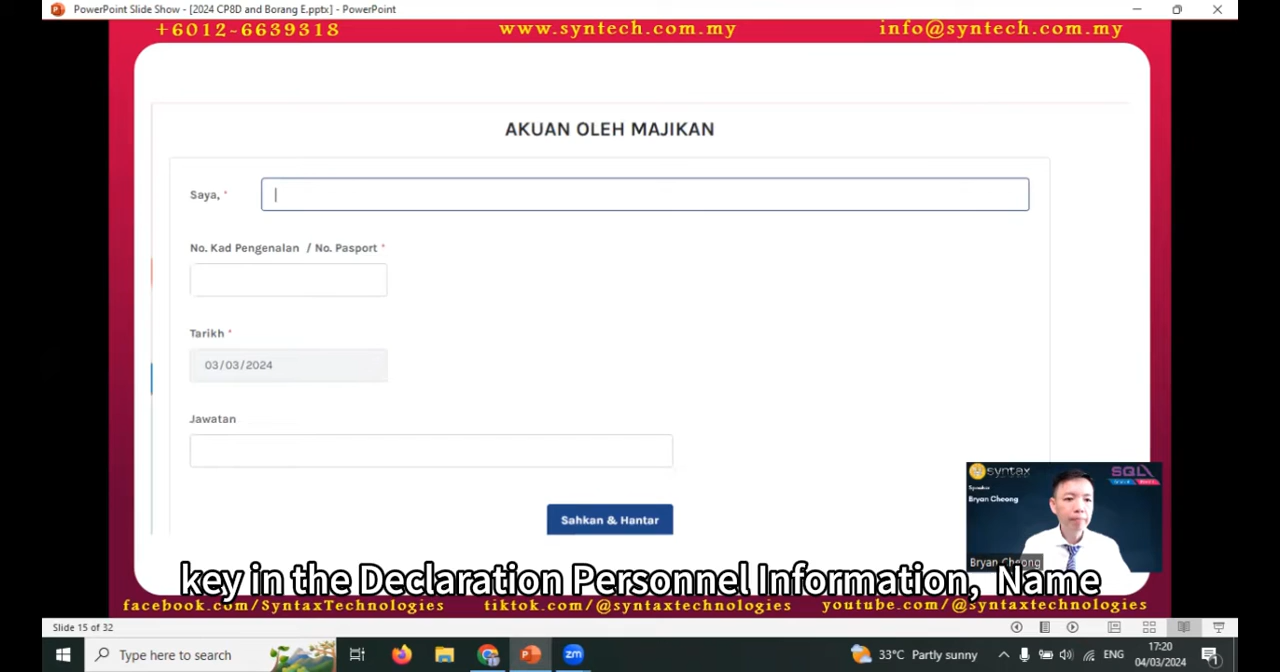 PowerPoint Slide Show - [2024 CP8D and Borang E.pptx] - PowerPoint
+6012-6639318 www.syntech.com.my info@syntech.com.my
AKUAN OLEH MAJIKAN
Saya, *
No. Kad Pengenalan / No. Pasport *
Tarikh *
03/03/2024
Jawatan
Sahkan & Hantar
syntax SQL
Speaker
Bryan Cheong
Bryan Cheong
key in the Declaration Personnel Information, Name
facebook.com/SyntaxTechnologies tiktok.com/@syntaxtechnologies youtube.com/@syntaxtechnologies
Slide 15 of 32
Type here to search
zm
33°C Partly sunny
ENG
17:20
04/03/2024